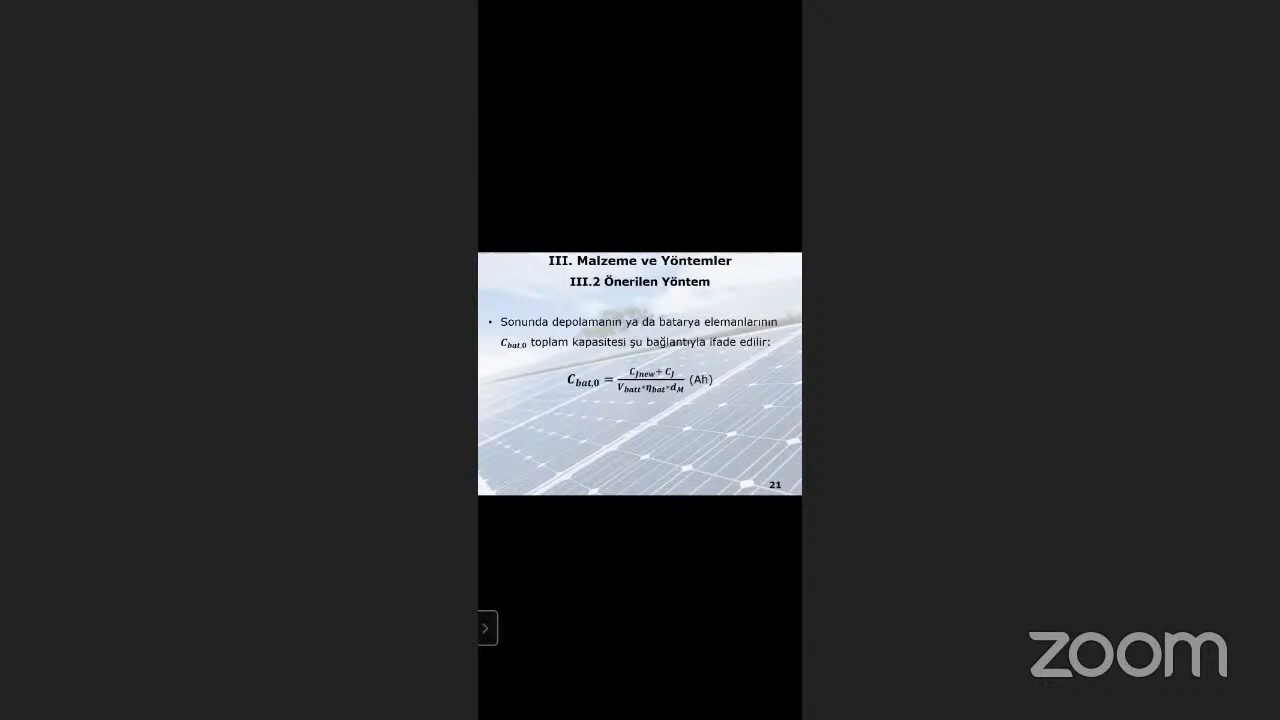 III. Malzeme ve Yöntemler
III.2 Önerilen Yöntem
• Sonunda depolamanın ya da batarya elemanlarının
C_bat,0 toplam kapasitesi şu bağlantıyla ifade edilir:
C_bat,0 = (C_Jnew + C_J) / (V_batt * η_bat * d_M) (Ah)
21
zoom